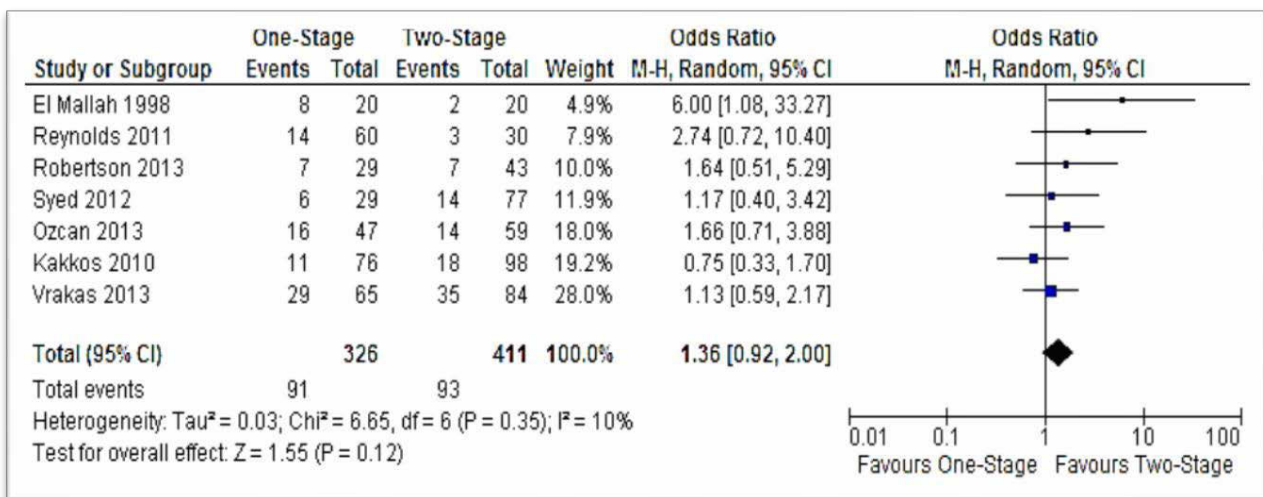 One-Stage Two-Stage Odds Ratio Odds Ratio
Study or Subgroup Events Total Events Total Weight M-H, Random, 95% CI M-H, Random, 95% CI
El Mallah 1998 8 20 2 20 4.9% 6.00 [1.08, 33.27]
Reynolds 2011 14 60 3 30 7.9% 2.74 [0.72, 10.40]
Robertson 2013 7 29 7 43 10.0% 1.64 [0.51, 5.29]
Syed 2012 6 29 14 77 11.9% 1.17 [0.40, 3.42]
Ozcan 2013 16 47 14 59 18.0% 1.66 [0.71, 3.88]
Kakkos 2010 11 76 18 98 19.2% 0.75 [0.33, 1.70]
Vrakas 2013 29 65 35 84 28.0% 1.13 [0.59, 2.17]
Total (95% CI) 326 411 100.0% 1.36 [0.92, 2.00]
Total events 91 93
Heterogeneity: Tau² = 0.03; Chi² = 6.65, df = 6 (P = 0.35); I² = 10%
Test for overall effect: Z = 1.55 (P = 0.12)
0.01 0.1 1 10 100
Favours One-Stage Favours Two-Stage